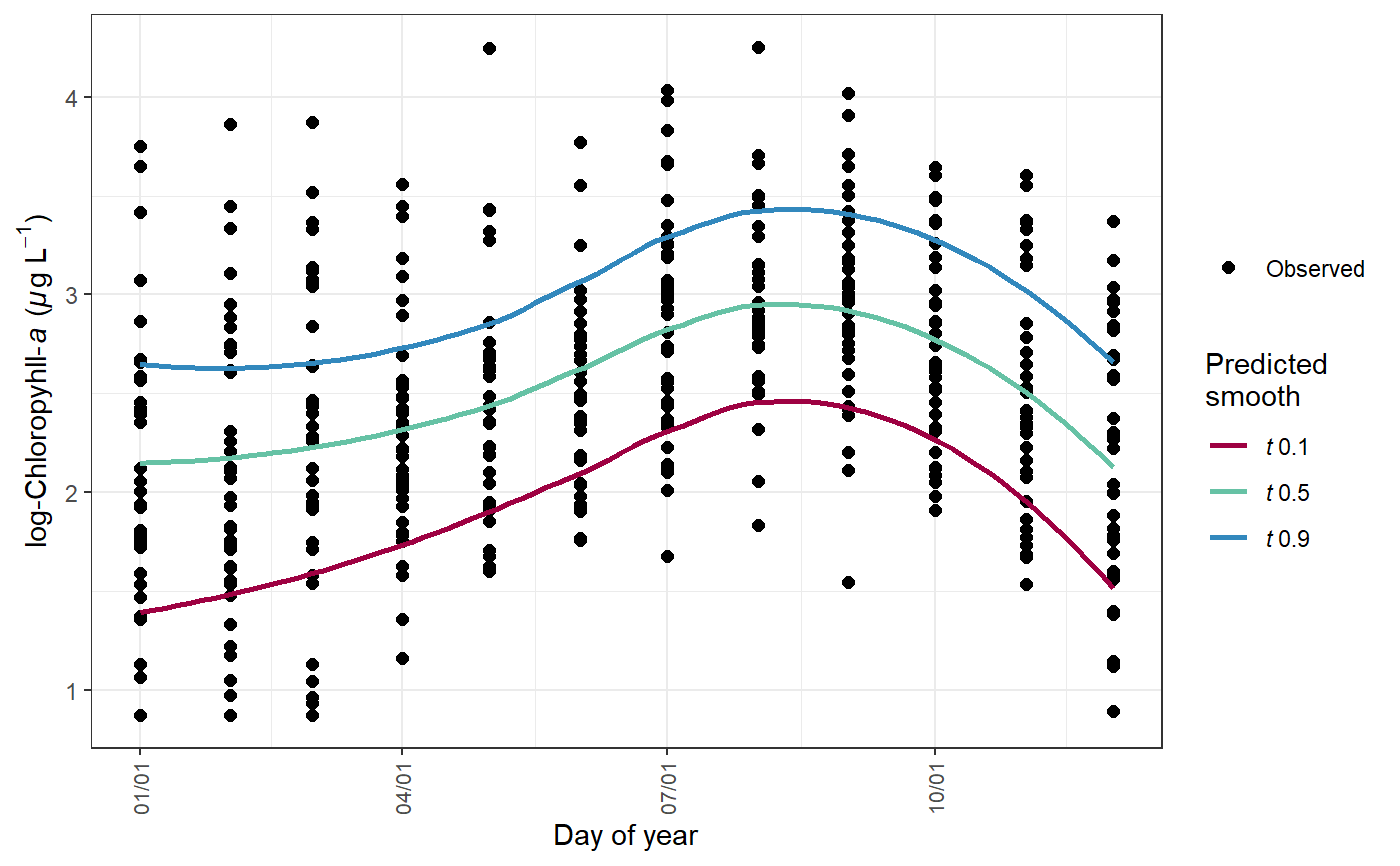 4
3
2
1
log-Chloropyhll-a (μg L⁻¹)
01/01
04/01
07/01
10/01
Day of year
Observed
Predicted
smooth
t 0.1
t 0.5
t 0.9